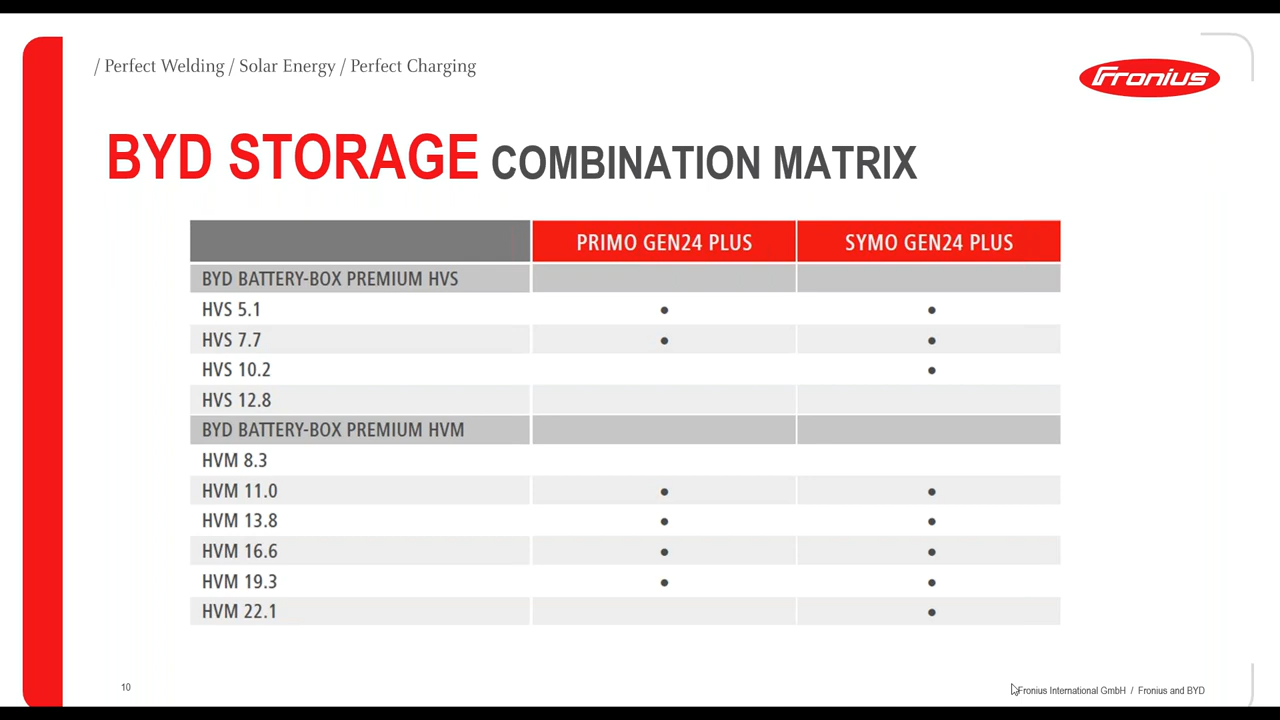 / Perfect Welding / Solar Energy / Perfect Charging
Fronius
BYD STORAGE COMBINATION MATRIX
PRIMO GEN24 PLUS SYMO GEN24 PLUS
BYD BATTERY-BOX PREMIUM HVS
HVS 5.1 • •
HVS 7.7 • •
HVS 10.2 •
HVS 12.8
BYD BATTERY-BOX PREMIUM HVM
HVM 8.3
HVM 11.0 • •
HVM 13.8 • •
HVM 16.6 • •
HVM 19.3 • •
HVM 22.1 •
10
Fronius International GmbH / Fronius and BYD